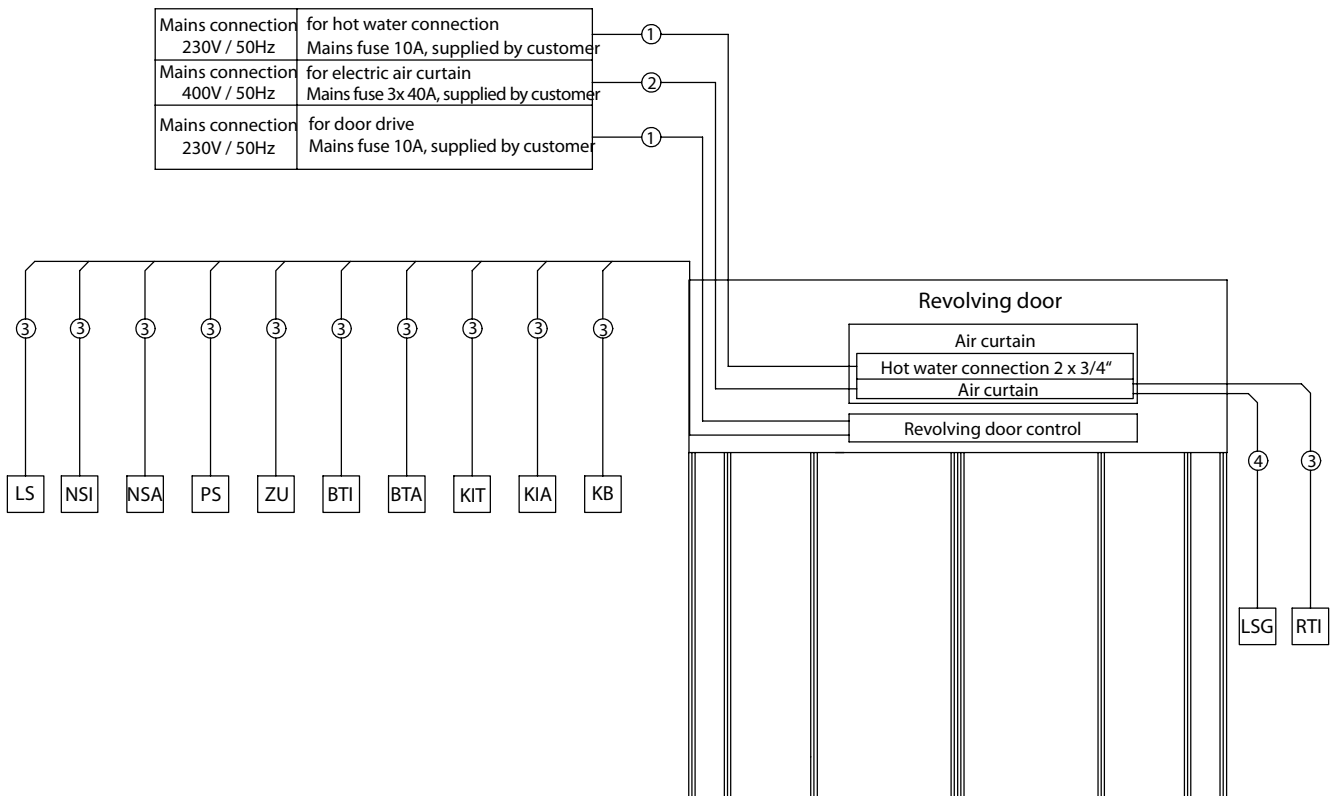 Mains connection for hot water connection
230V / 50Hz Mains fuse 10A, supplied by customer
1
Mains connection for electric air curtain
400V / 50Hz Mains fuse 3x 40A, supplied by customer
2
Mains connection for door drive
230V / 50Hz Mains fuse 10A, supplied by customer
1
Revolving door
3 3 3 3 3 3 3 3 3 3
Air curtain
Hot water connection 2 x 3/4“
Air curtain
Revolving door control
4 3
LS NSI NSA PS ZU BTI BTA KIT KIA KB
LSG RTI